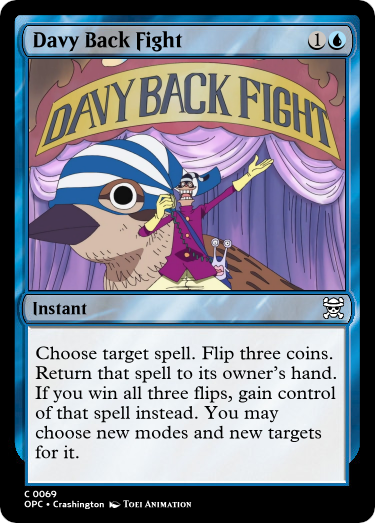 Davy Back Fight 1
DAVY BACK FIGHT
Instant
Choose target spell. Flip three coins.
Return that spell to its owner's hand.
If you win all three flips, gain control
of that spell instead. You may
choose new modes and new targets
for it.
C 0069
OPC • Crashington TOEI ANIMATION